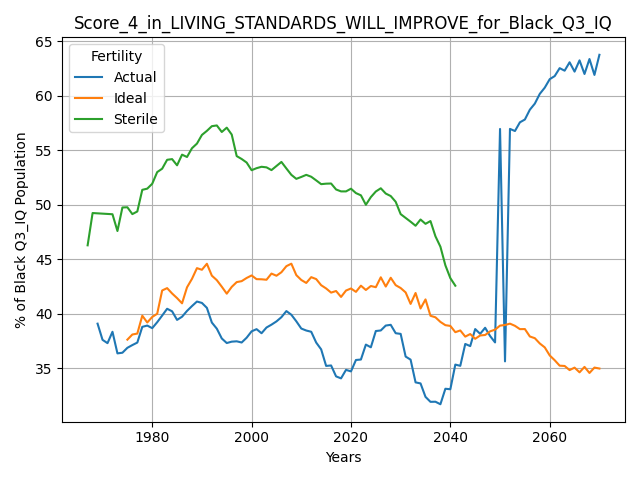 Score_4_in_LIVING_STANDARDS_WILL_IMPROVE_for_Black_Q3_IQ
Fertility
Actual
Ideal
Sterile
% of Black Q3_IQ Population
65
60
55
50
45
40
35
1980
2000
2020
2040
2060
Years